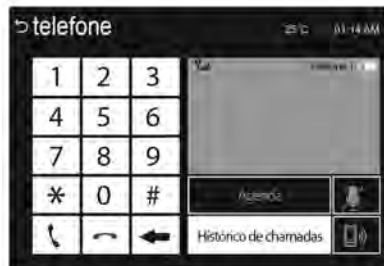 telefone 25°C 01:14 AM
1 2 3
4 5 6
7 8 9
* 0 #
Agenda
Histórico de chamadas